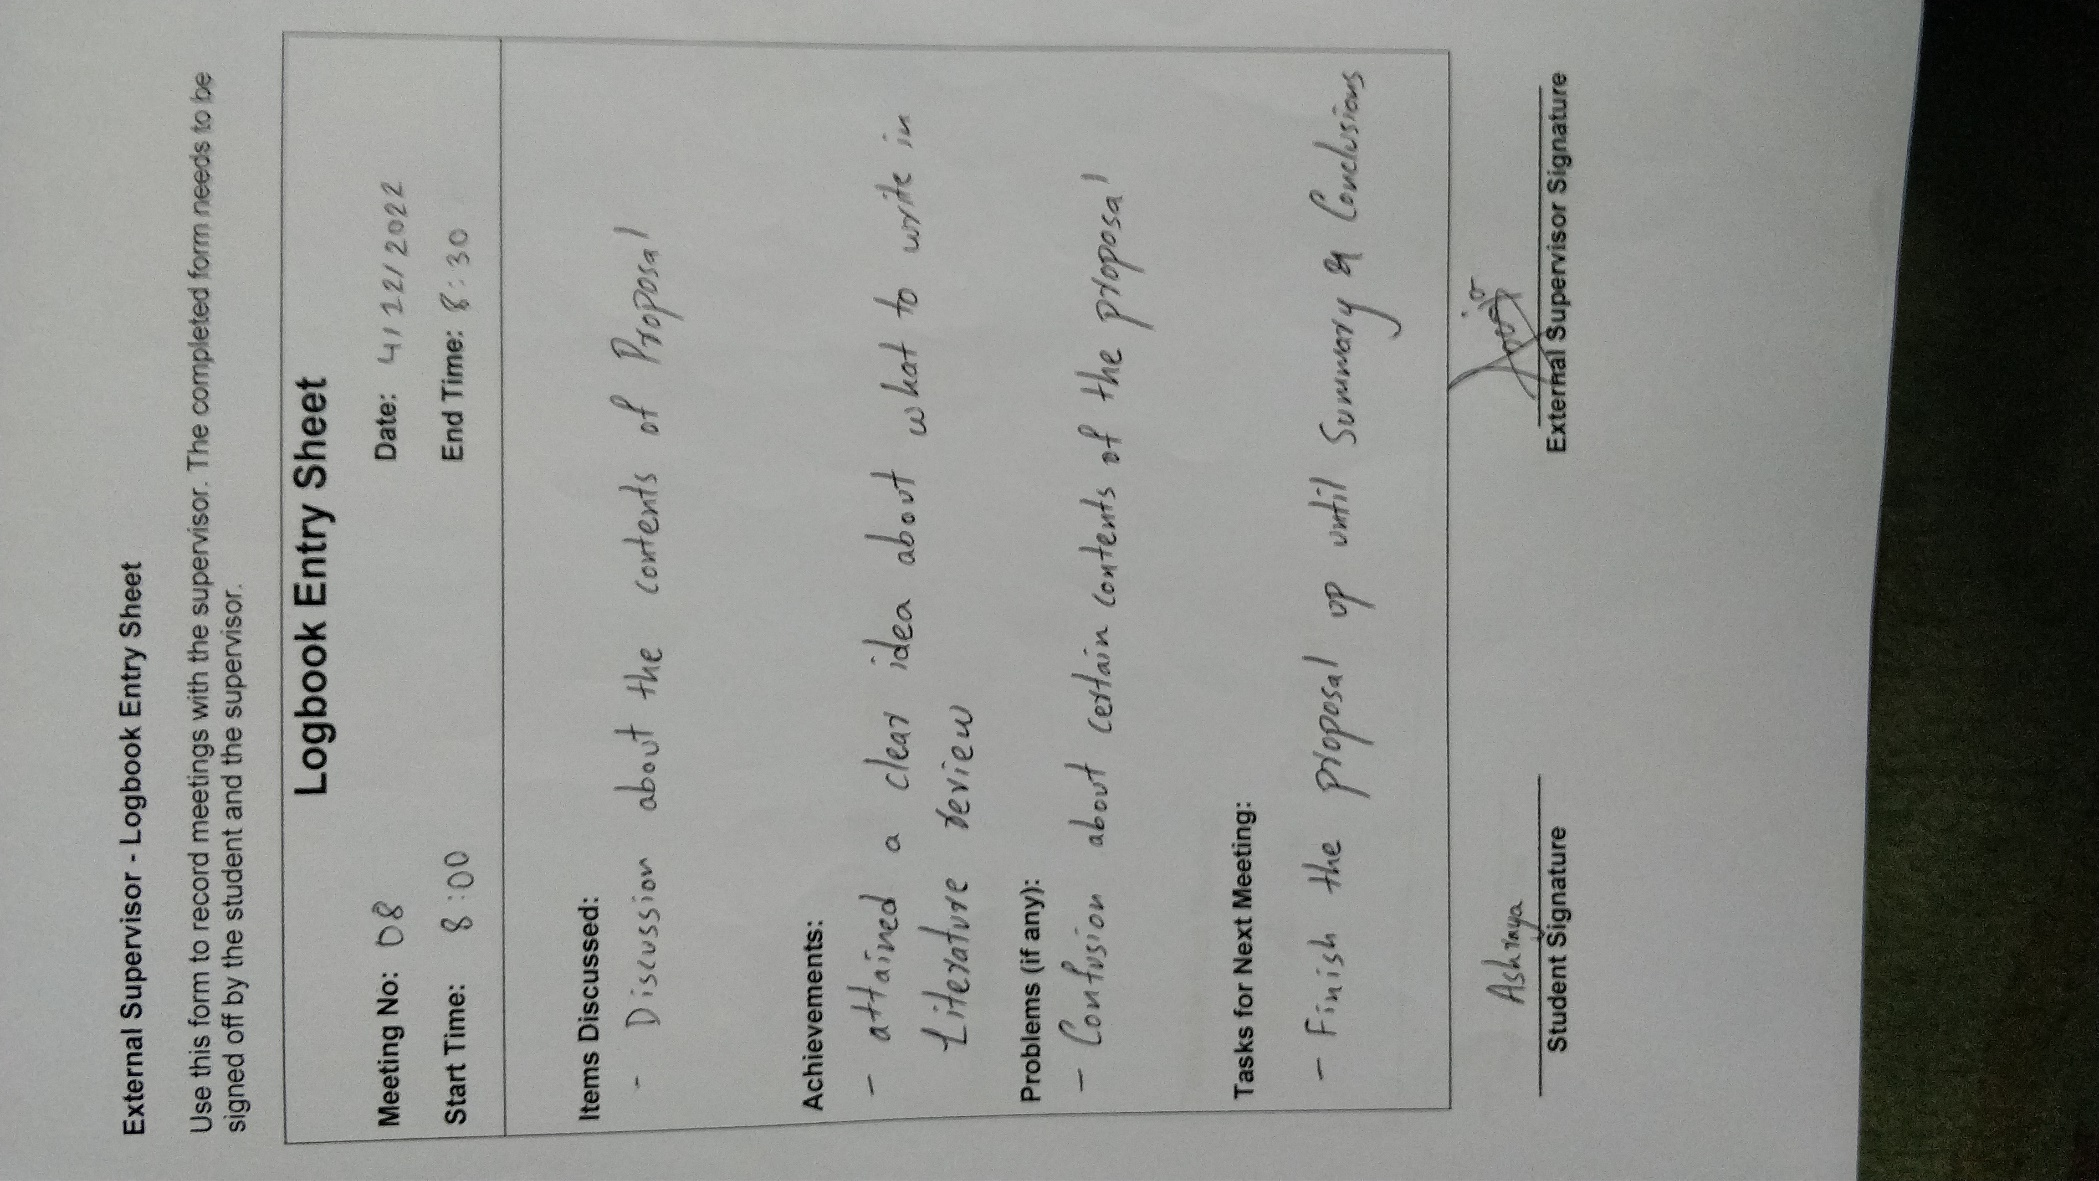 External Supervisor - Logbook Entry Sheet
Use this form to record meetings with the supervisor. The completed form needs to be
signed off by the student and the supervisor.
Logbook Entry Sheet
Meeting No: 08 Date: 4/12/2022
Start Time: 8:00 End Time: 8:30
Items Discussed:
- Discussion about the contents of Proposal
Achievements:
- attained a clear idea about what to write in
Literature review
Problems (if any):
- Confusion about certain contents of the proposal
Tasks for Next Meeting:
- Finish the proposal up until Summary & Conclusions
Ashraya
Student Signature External Supervisor Signature